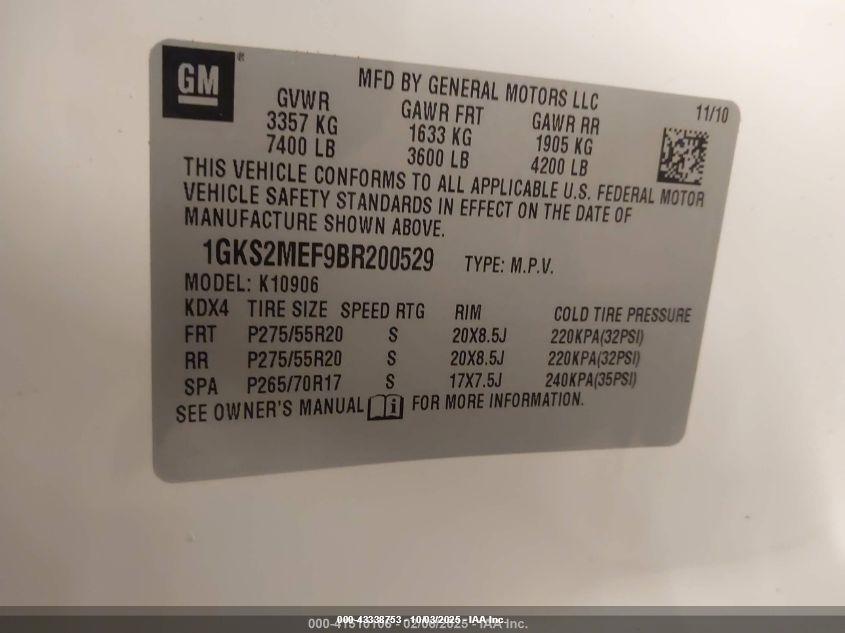 GM
MFD BY GENERAL MOTORS LLC
11/10
GVWR GAWR FRT GAWR RR
3357 KG 1633 KG 1905 KG
7400 LB 3600 LB 4200 LB
THIS VEHICLE CONFORMS TO ALL APPLICABLE U.S. FEDERAL MOTOR
VEHICLE SAFETY STANDARDS IN EFFECT ON THE DATE OF
MANUFACTURE SHOWN ABOVE.
1GKS2MEF9BR200529 TYPE: M.P.V.
MODEL: K10906
KDX4 TIRE SIZE SPEED RTG RIM COLD TIRE PRESSURE
FRT P275/55R20 S 20X8.5J 220KPA(32PSI)
RR P275/55R20 S 20X8.5J 220KPA(32PSI)
SPA P265/70R17 S 17X7.5J 240KPA(35PSI)
SEE OWNER'S MANUAL FOR MORE INFORMATION.
000-43338753 - 10/03/2025 - IAA Inc.